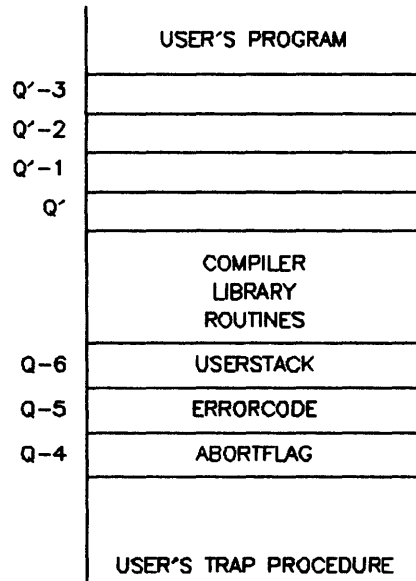 USER'S PROGRAM
Q′-3
Q′-2
Q′-1
Q′
COMPILER
LIBRARY
ROUTINES
Q-6 USERSTACK
Q-5 ERRORCODE
Q-4 ABORTFLAG
USER'S TRAP PROCEDURE